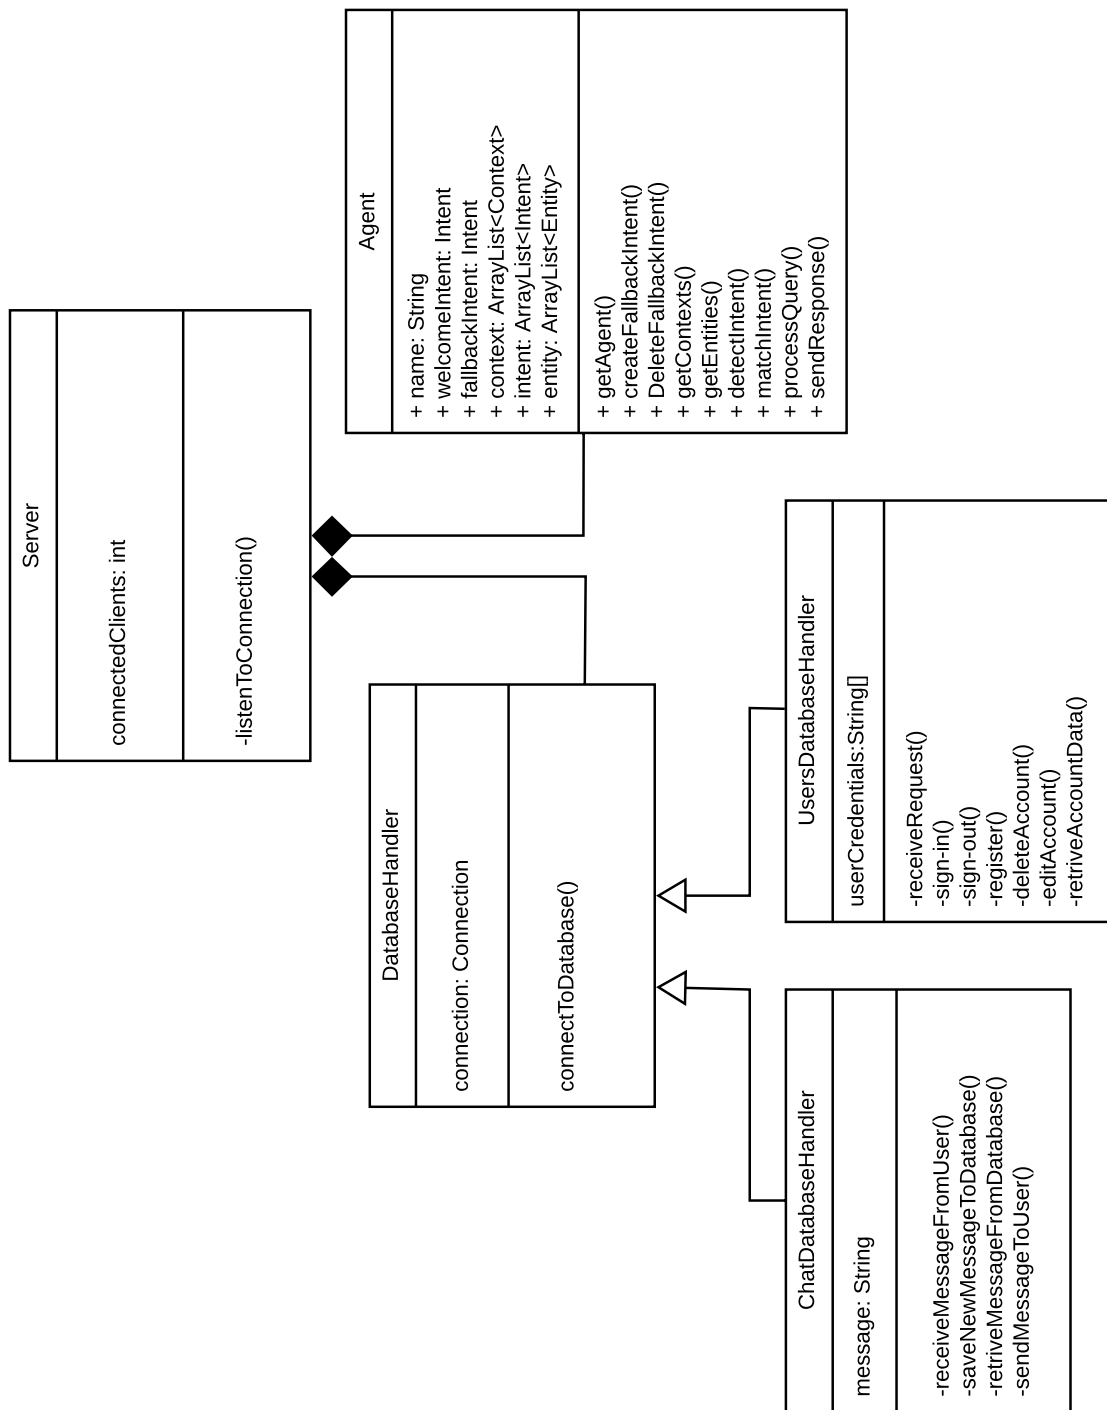 Server
connectedClients: int
-listenToConnection()
Agent
+ name: String
+ welcomeIntent: Intent
+ fallbackIntent: Intent
+ context: ArrayList<Context>
+ intent: ArrayList<Intent>
+ entity: ArrayList<Entity>
+ getAgent()
+ createFallbackIntent()
+ DeleteFallbackIntent()
+ getContexts()
+ getEntities()
+ detectIntent()
+ matchIntent()
+ processQuery()
+ sendResponse()
DatabaseHandler
connection: Connection
connectToDatabase()
ChatDatabaseHandler
message: String
-receiveMessageFromUser()
-saveNewMessageToDatabase()
-retriveMessageFromDatabase()
-sendMessageToUser()
UsersDatabaseHandler
userCredentials:String[]
-receiveRequest()
-sign-in()
-sign-out()
-register()
-deleteAccount()
-editAccount()
-retriveAccountData()